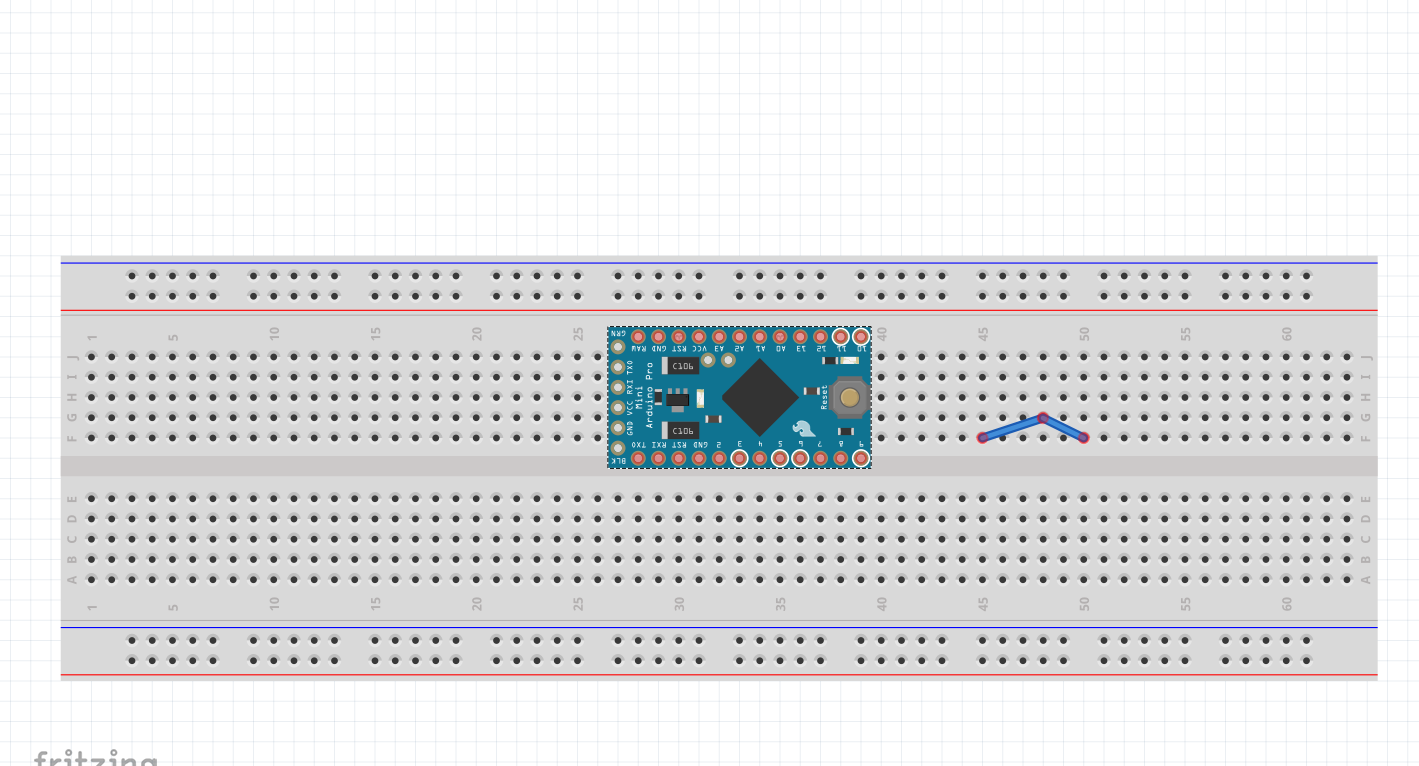 1 5 10 15 20 25 40 45 50 55 60
GRN RAW GND RST VCC A3 A2 A1 A0 13 12 11 10
J J
I I
H H
G G
F F
TXO
RXI
VCC
GND
Mini
Arduino Pro
C106
C106
Reset
BLK TXO RXI RST GND 2 3 4 5 6 7 8 9
E E
D D
C C
B B
A A
1 5 10 15 20 25 30 35 40 45 50 55 60
fritzing